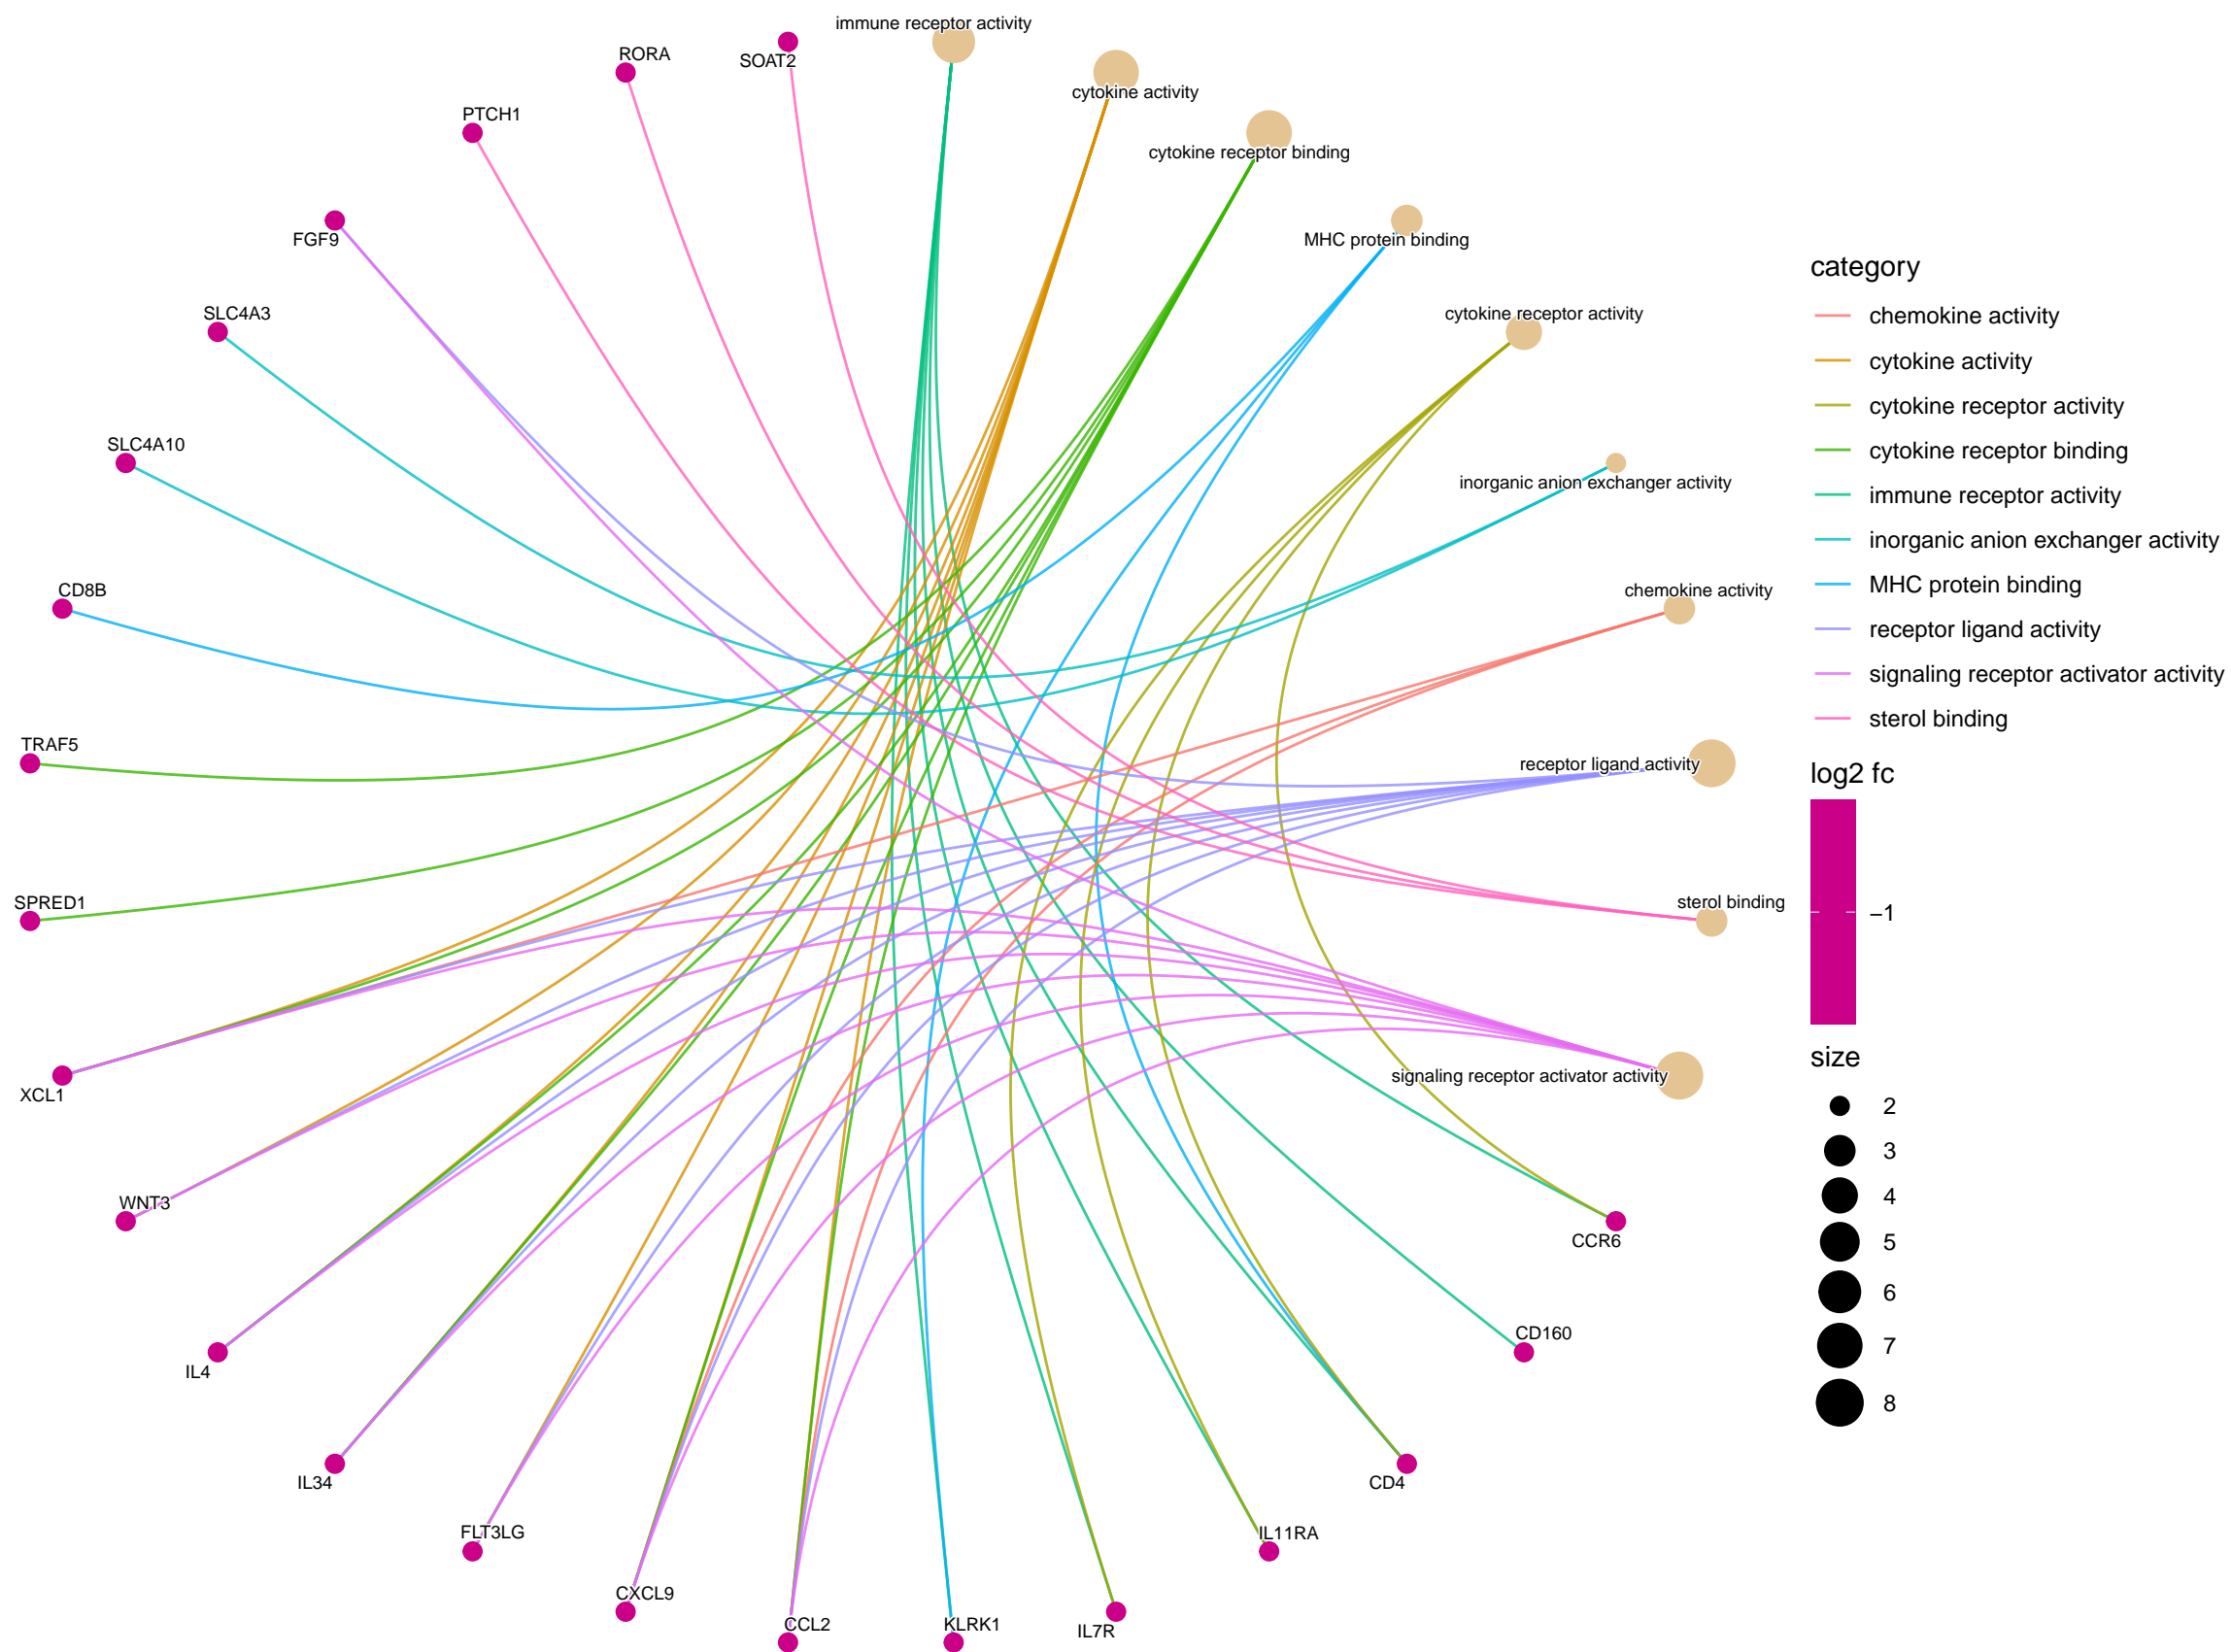 immune receptor activity
SOAT2
RORA
cytokine activity
PTCH1
cytokine receptor binding
FGF9
MHC protein binding
SLC4A3
cytokine receptor activity
SLC4A10
inorganic anion exchanger activity
CD8B
chemokine activity
TRAF5
receptor ligand activity
SPRED1
sterol binding
XCL1
signaling receptor activator activity
WNT3
CCR6
IL4
CD160
IL34
CD4
FLT3LG
IL11RA
CXCL9
CCL2
KLRK1
IL7R
category
chemokine activity
cytokine activity
cytokine receptor activity
cytokine receptor binding
immune receptor activity
inorganic anion exchanger activity
MHC protein binding
receptor ligand activity
signaling receptor activator activity
sterol binding
log2 fc
−1
size
2
3
4
5
6
7
8